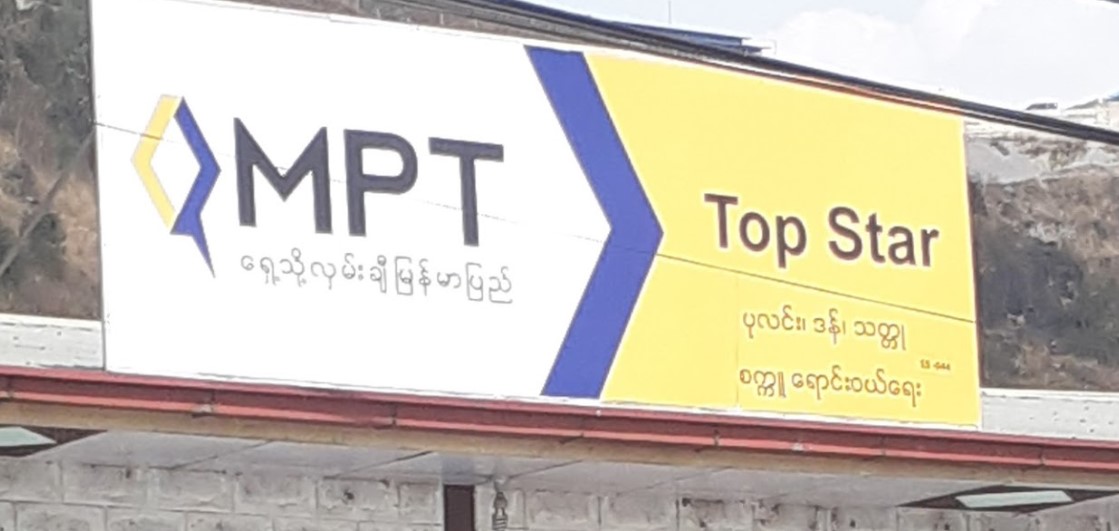 MPT
ရှေ့သို့လှမ်းချီမြန်မာပြည်
Top Star
ပုလင်း၊ ဒန်၊ သတ္တု
စက္ကူ ရောင်းဝယ်ရေး